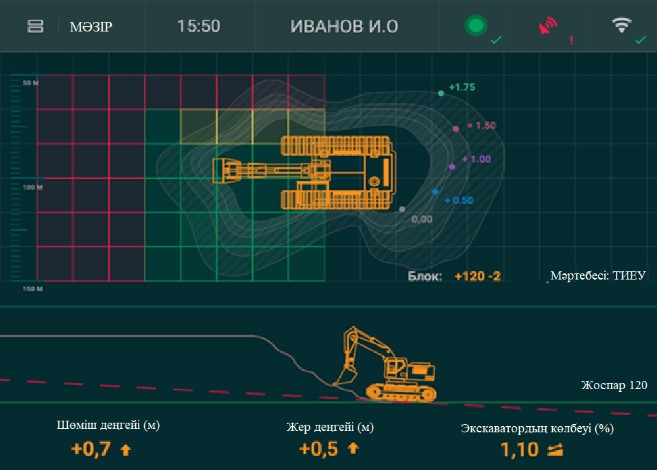 МӘЗІР
15:50
ИВАНОВ И.О
!
50 М
+1.75
+ 1.50
+ 1.00
100 М
+ 0.50
0.00
Блок: +120 -2
Мәртебесі: ТИЕУ
150 М
Жоспар 120
Шөміш деңгейі (м)
+0,7
Жер деңгейі (м)
+0,5
Экскаватордың көлбеуі (%)
1,10